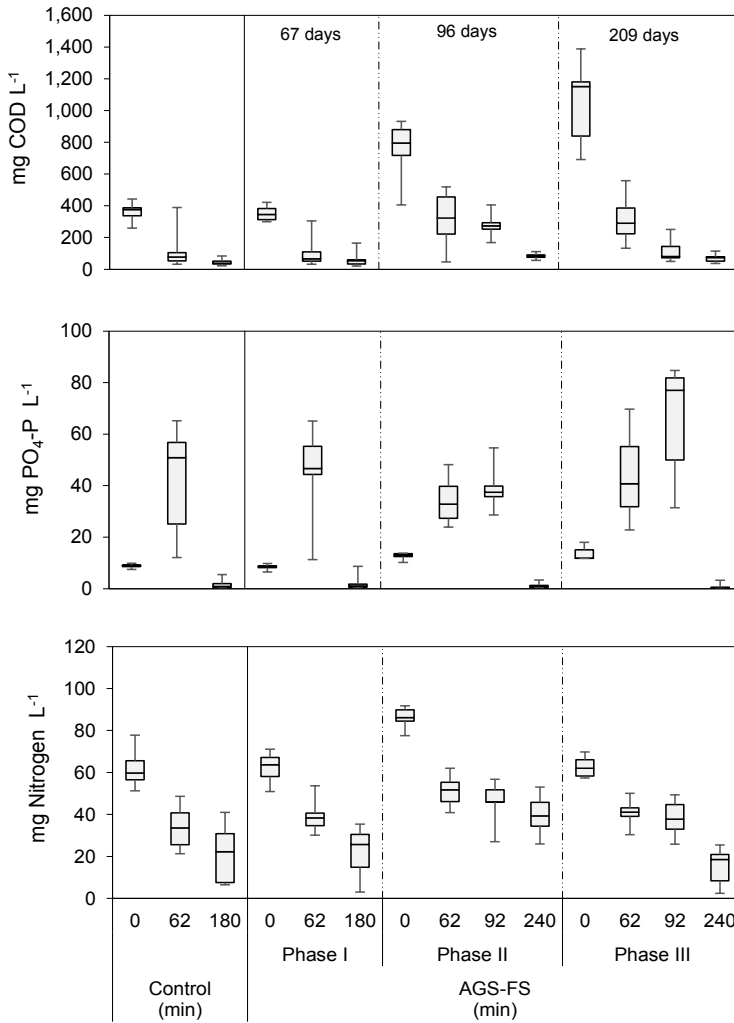 67 days 96 days 209 days
mg COD L-1
1,600
1,400
1,200
1,000
800
600
400
200
0
mg PO4-P L-1
100
80
60
40
20
0
mg Nitrogen L-1
120
100
80
60
40
20
0
0 62 180 0 62 180 0 62 92 240 0 62 92 240
Phase I Phase II Phase III
Control AGS-FS
(min) (min)